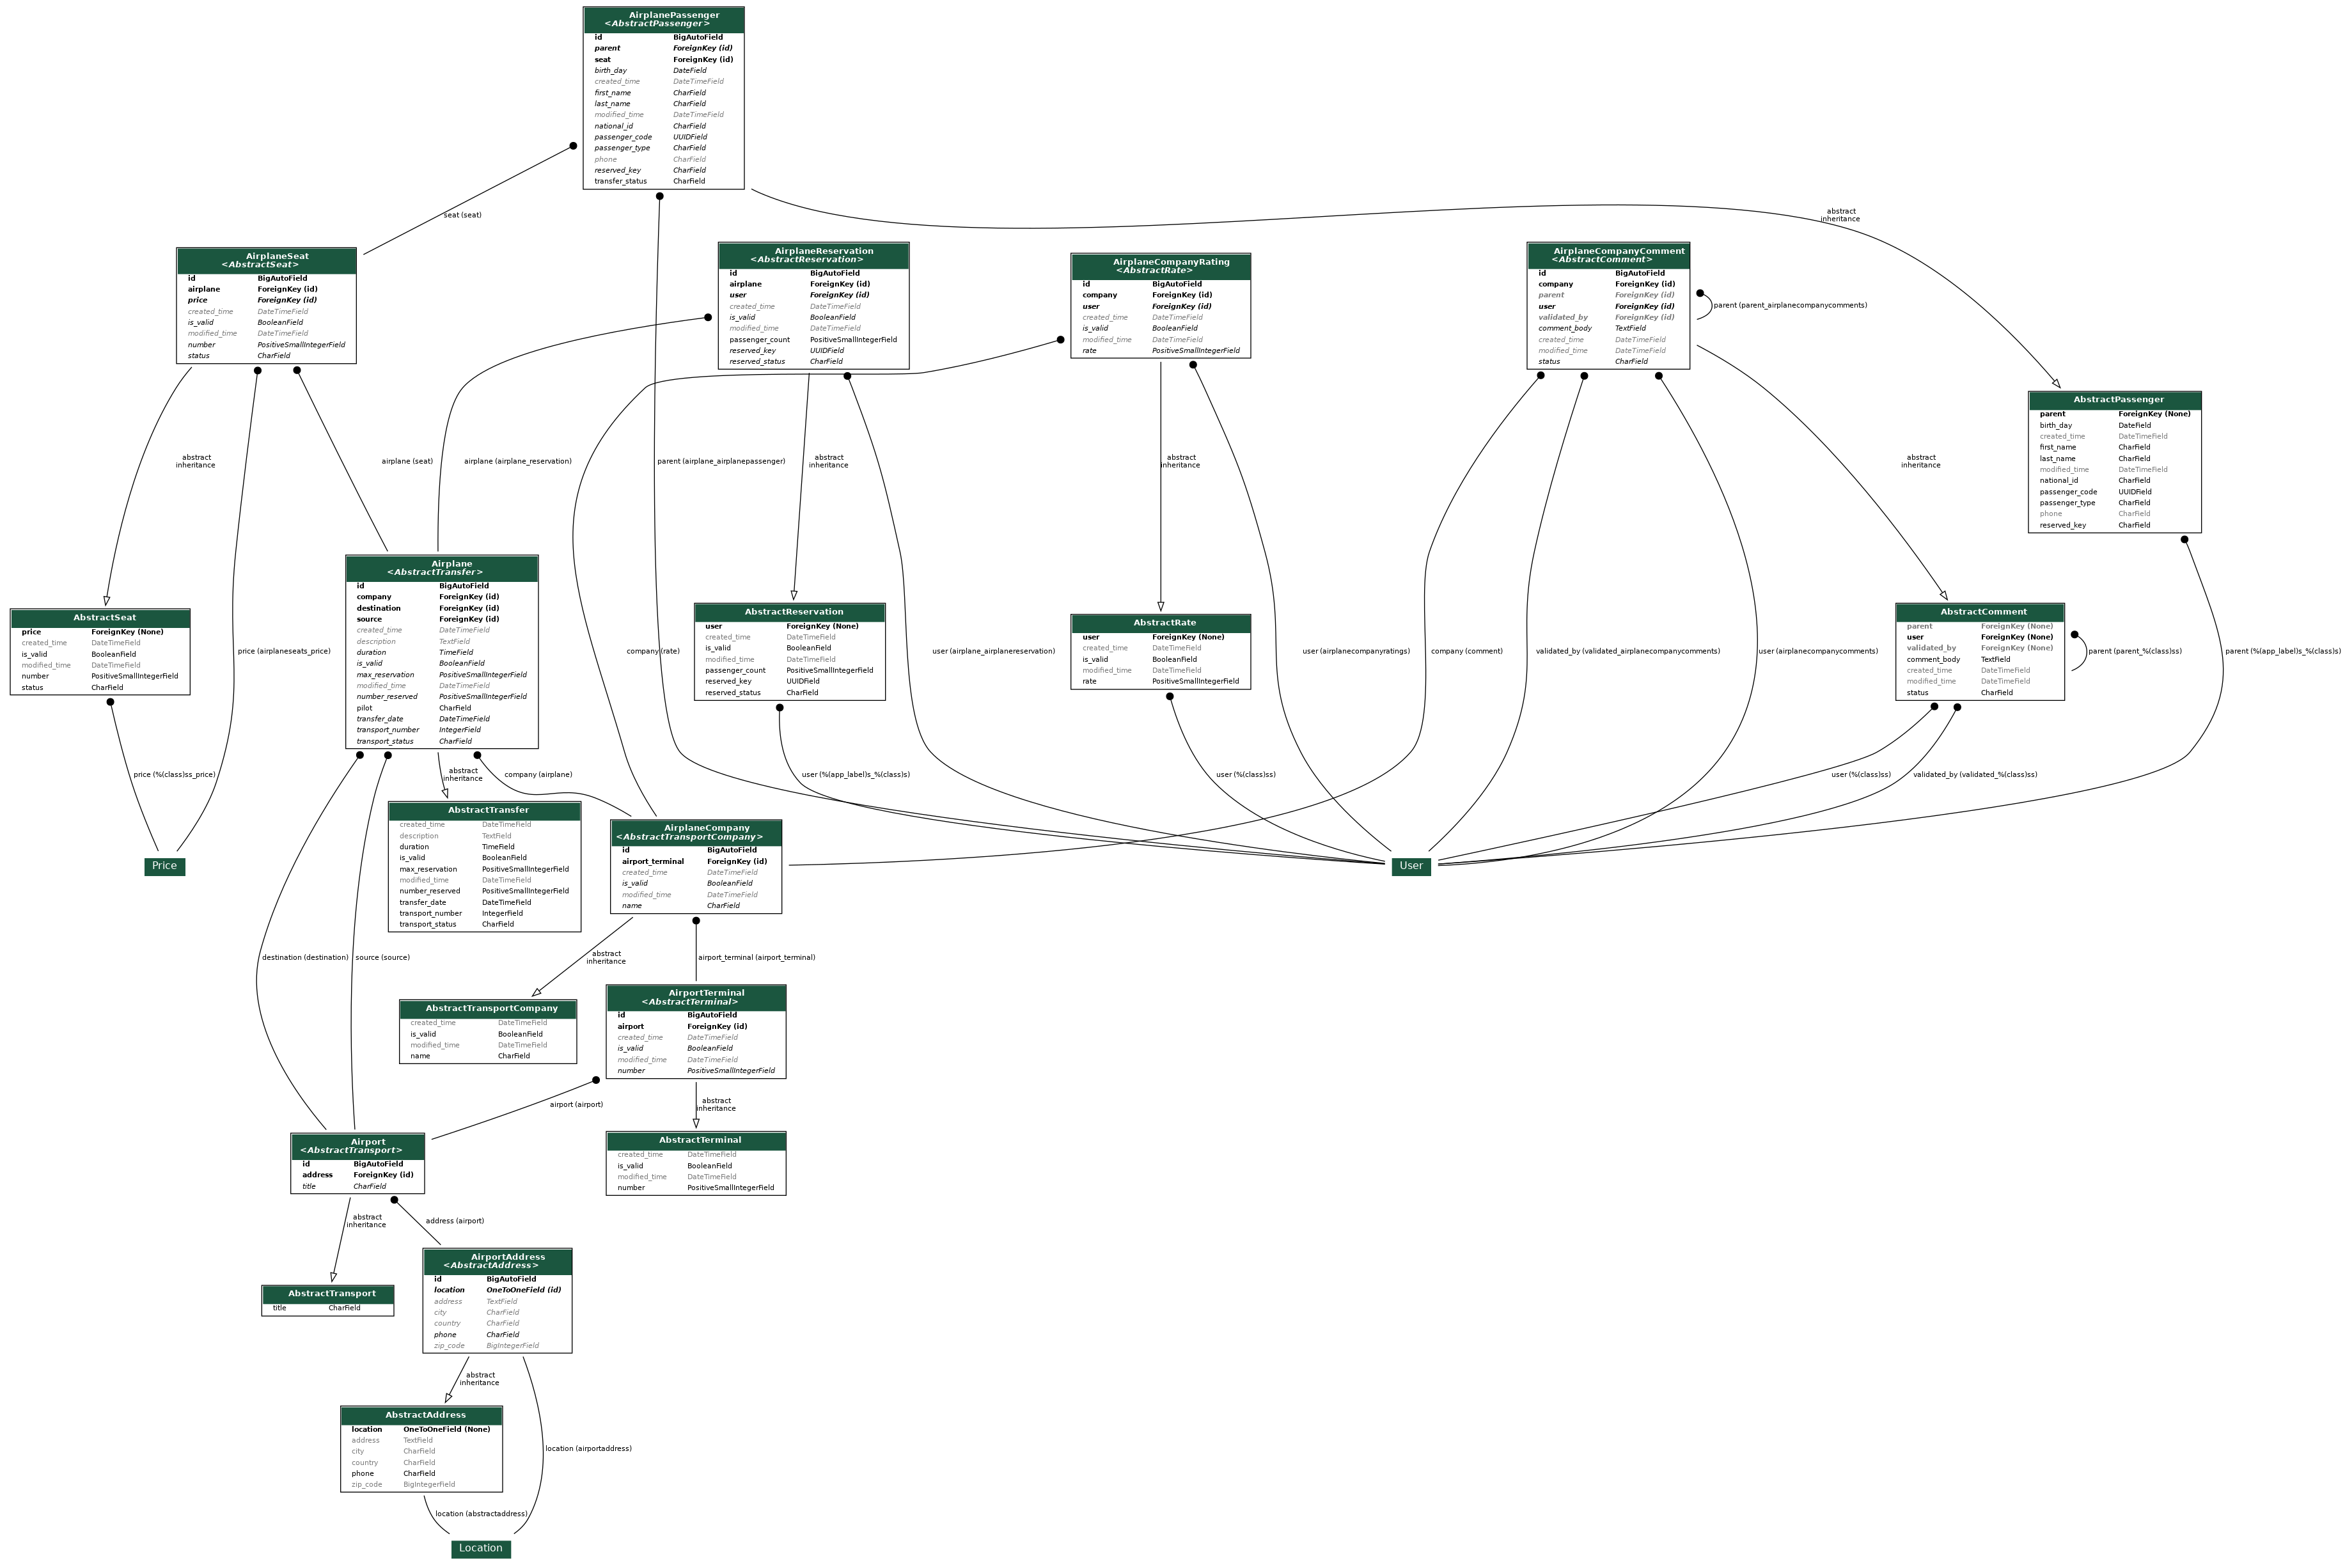 AirplanePassenger
<AbstractPassenger>
id BigAutoField
parent ForeignKey (id)
seat ForeignKey (id)
birth_day DateField
created_time DateTimeField
first_name CharField
last_name CharField
modified_time DateTimeField
national_id CharField
passenger_code UUIDField
passenger_type CharField
phone CharField
reserved_key CharField
transfer_status CharField
seat (seat)
abstract
inheritance
AirplaneSeat
<AbstractSeat>
id BigAutoField
airplane ForeignKey (id)
price ForeignKey (id)
created_time DateTimeField
is_valid BooleanField
modified_time DateTimeField
number PositiveSmallIntegerField
status CharField
AirplaneReservation
<AbstractReservation>
id BigAutoField
airplane ForeignKey (id)
user ForeignKey (id)
created_time DateTimeField
is_valid BooleanField
modified_time DateTimeField
passenger_count PositiveSmallIntegerField
reserved_key UUIDField
reserved_status CharField
AirplaneCompanyRating
<AbstractRate>
id BigAutoField
company ForeignKey (id)
user ForeignKey (id)
created_time DateTimeField
is_valid BooleanField
modified_time DateTimeField
rate PositiveSmallIntegerField
AirplaneCompanyComment
<AbstractComment>
id BigAutoField
company ForeignKey (id)
parent ForeignKey (id)
user ForeignKey (id)
validated_by ForeignKey (id)
comment_body TextField
created_time DateTimeField
modified_time DateTimeField
status CharField
parent (parent_airplanecompanycomments)
AbstractPassenger
parent ForeignKey (None)
birth_day DateField
created_time DateTimeField
first_name CharField
last_name CharField
modified_time DateTimeField
national_id CharField
passenger_code UUIDField
passenger_type CharField
phone CharField
reserved_key CharField
abstract
inheritance
airplane (seat)
airplane (airplane_reservation)
parent (airplane_airplanepassenger)
abstract
inheritance
abstract
inheritance
abstract
inheritance
AbstractSeat
price ForeignKey (None)
created_time DateTimeField
is_valid BooleanField
modified_time DateTimeField
number PositiveSmallIntegerField
status CharField
price (airplaneseats_price)
Airplane
<AbstractTransfer>
id BigAutoField
company ForeignKey (id)
destination ForeignKey (id)
source ForeignKey (id)
created_time DateTimeField
description TextField
duration TimeField
is_valid BooleanField
max_reservation PositiveSmallIntegerField
modified_time DateTimeField
number_reserved PositiveSmallIntegerField
pilot CharField
transfer_date DateTimeField
transport_number IntegerField
transport_status CharField
company (rate)
AbstractReservation
user ForeignKey (None)
created_time DateTimeField
is_valid BooleanField
modified_time DateTimeField
passenger_count PositiveSmallIntegerField
reserved_key UUIDField
reserved_status CharField
user (airplane_airplanereservation)
AbstractRate
user ForeignKey (None)
created_time DateTimeField
is_valid BooleanField
modified_time DateTimeField
rate PositiveSmallIntegerField
user (airplanecompanyratings)
company (comment)
validated_by (validated_airplanecompanycomments)
user (airplanecompanycomments)
AbstractComment
parent ForeignKey (None)
user ForeignKey (None)
validated_by ForeignKey (None)
comment_body TextField
created_time DateTimeField
modified_time DateTimeField
status CharField
parent (parent_%(class)ss)
parent (%(app_label)s_%(class)s)
price (%(class)ss_price)
abstract
inheritance
company (airplane)
user (%(app_label)s_%(class)s)
user (%(class)ss)
user (%(class)ss)
validated_by (validated_%(class)ss)
Price
AbstractTransfer
created_time DateTimeField
description TextField
duration TimeField
is_valid BooleanField
max_reservation PositiveSmallIntegerField
modified_time DateTimeField
number_reserved PositiveSmallIntegerField
transfer_date DateTimeField
transport_number IntegerField
transport_status CharField
AirplaneCompany
<AbstractTransportCompany>
id BigAutoField
airport_terminal ForeignKey (id)
created_time DateTimeField
is_valid BooleanField
modified_time DateTimeField
name CharField
User
destination (destination)
source (source)
abstract
inheritance
airport_terminal (airport_terminal)
AbstractTransportCompany
created_time DateTimeField
is_valid BooleanField
modified_time DateTimeField
name CharField
AirportTerminal
<AbstractTerminal>
id BigAutoField
airport ForeignKey (id)
created_time DateTimeField
is_valid BooleanField
modified_time DateTimeField
number PositiveSmallIntegerField
airport (airport)
abstract
inheritance
Airport
<AbstractTransport>
id BigAutoField
address ForeignKey (id)
title CharField
AbstractTerminal
created_time DateTimeField
is_valid BooleanField
modified_time DateTimeField
number PositiveSmallIntegerField
abstract
inheritance
address (airport)
AbstractTransport
title CharField
AirportAddress
<AbstractAddress>
id BigAutoField
location OneToOneField (id)
address TextField
city CharField
country CharField
phone CharField
zip_code BigIntegerField
abstract
inheritance
AbstractAddress
location OneToOneField (None)
address TextField
city CharField
country CharField
phone CharField
zip_code BigIntegerField
location (airportaddress)
location (abstractaddress)
Location